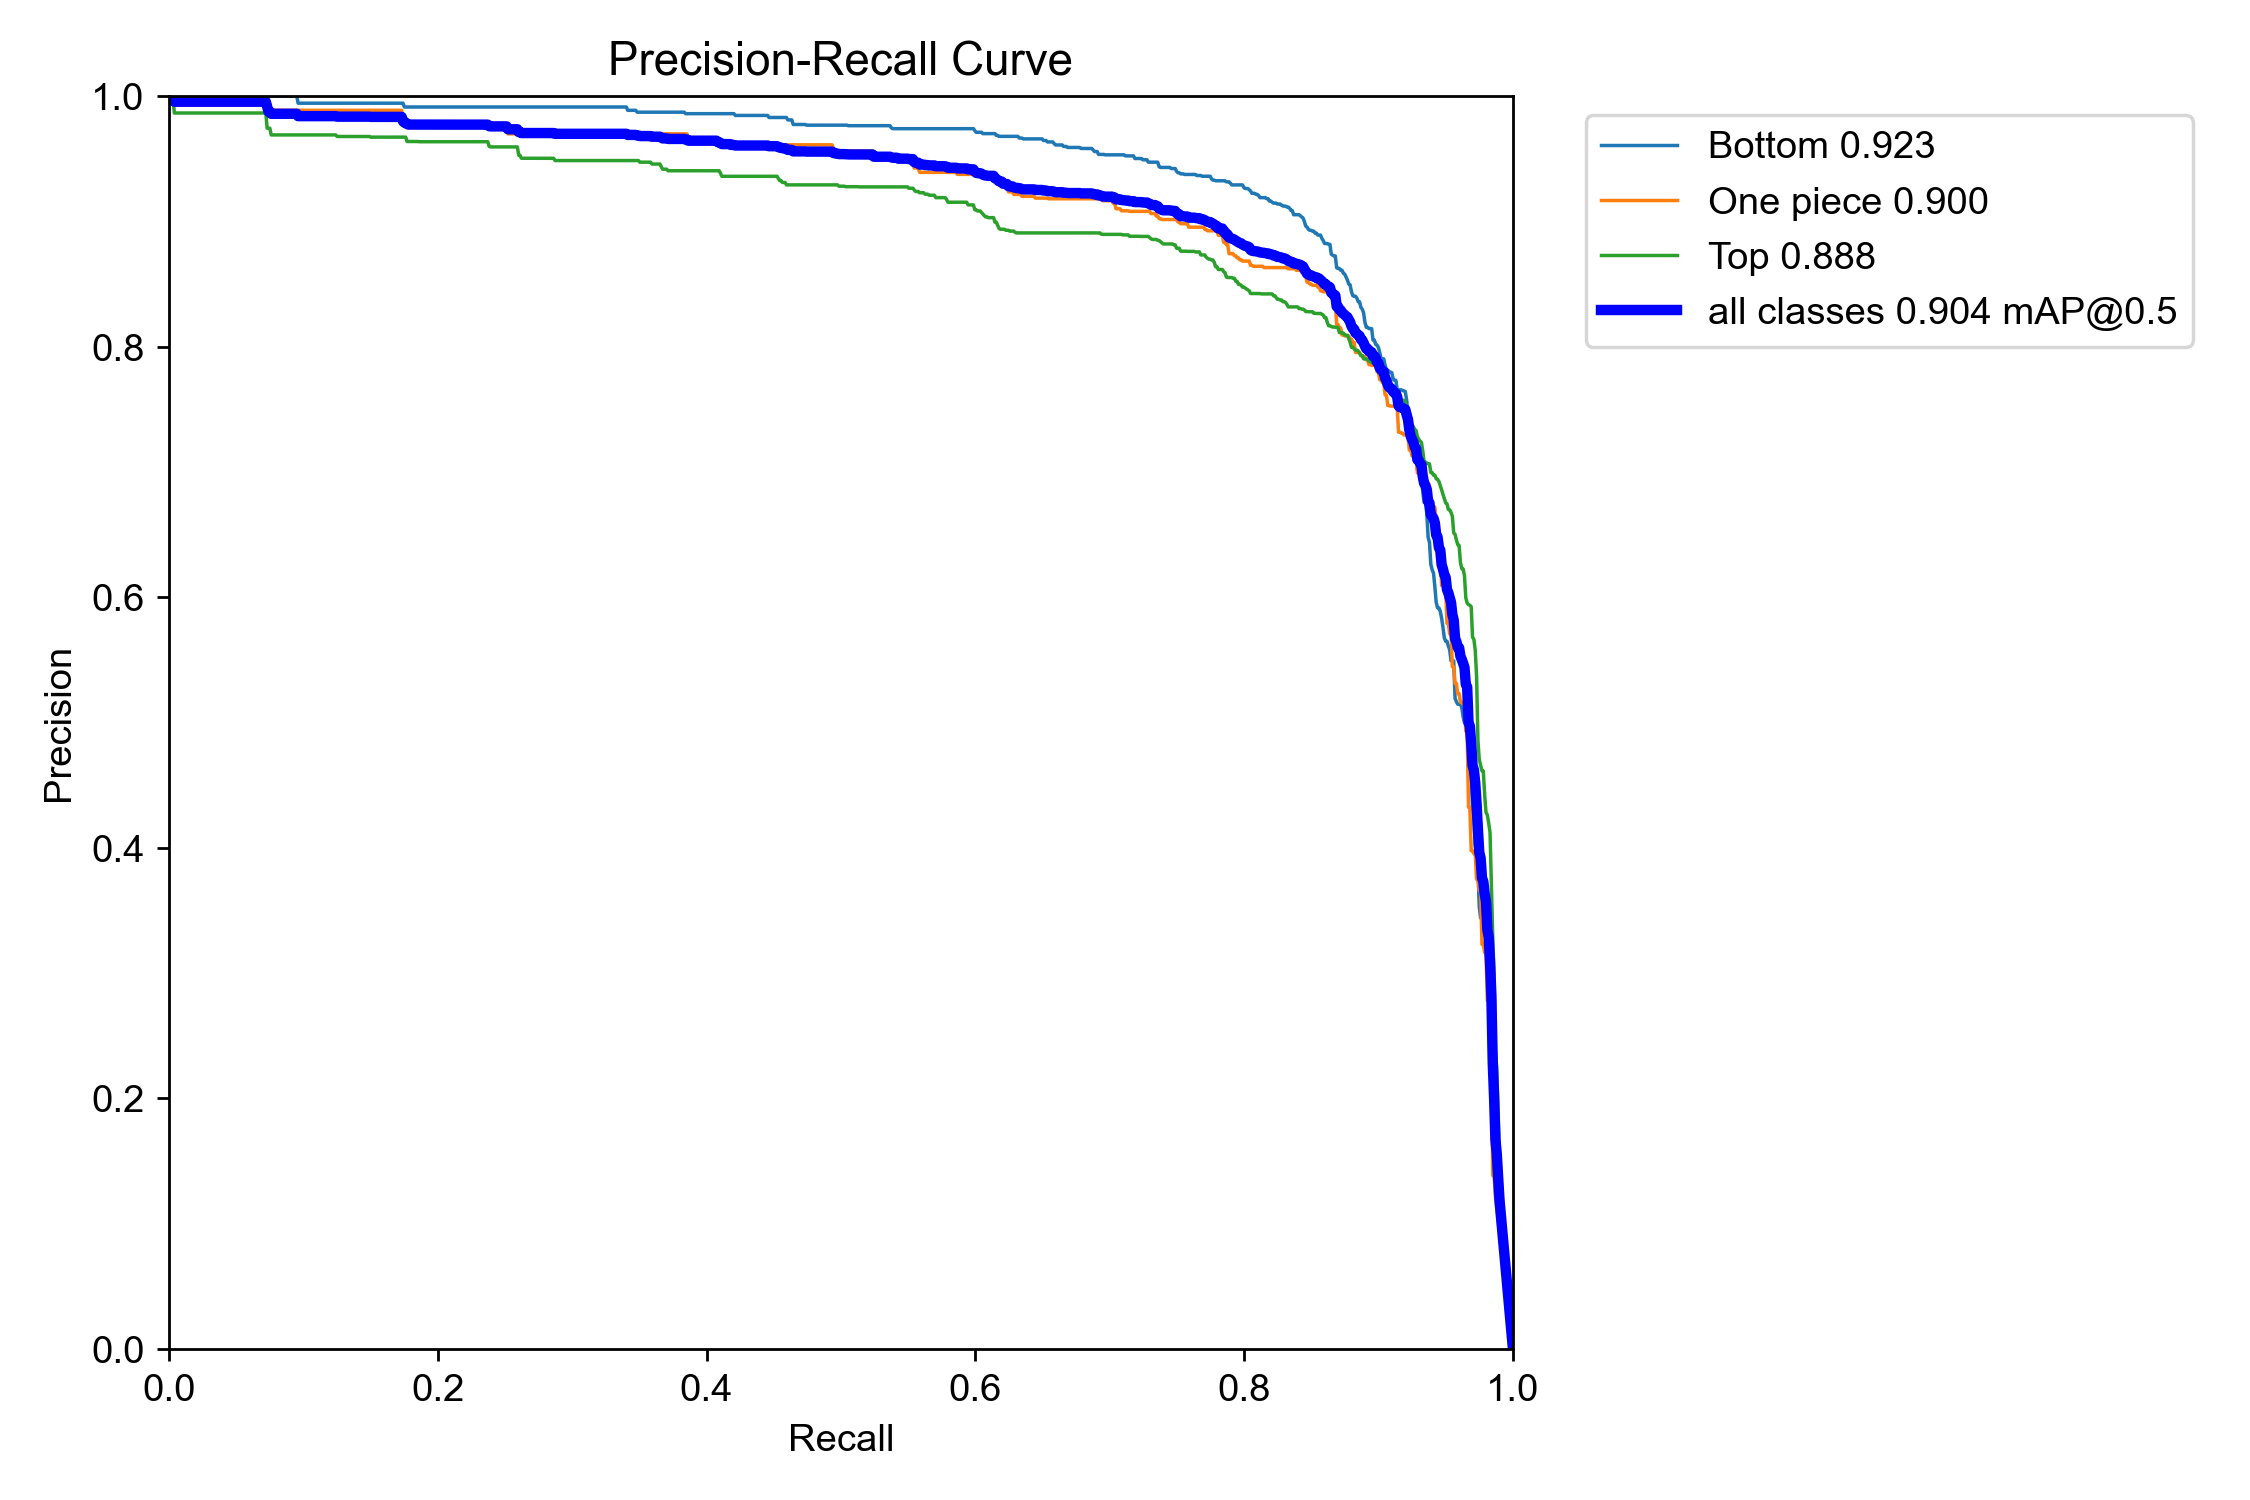 Precision-Recall Curve
1.0
0.8
0.6
0.4
0.2
0.0
Precision
0.0 0.2 0.4 0.6 0.8 1.0
Recall
Bottom 0.923
One piece 0.900
Top 0.888
all classes 0.904 mAP@0.5